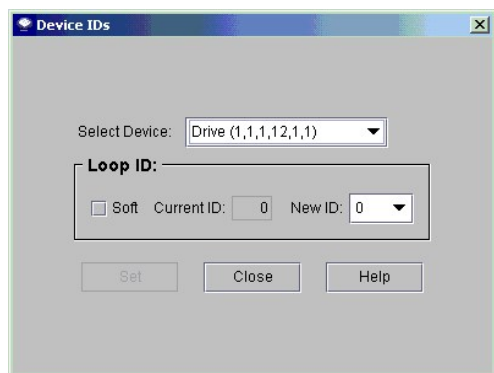 Device IDs
Select Device: Drive (1,1,1,12,1,1)
Loop ID:
Soft Current ID: 0 New ID: 0
Set Close Help